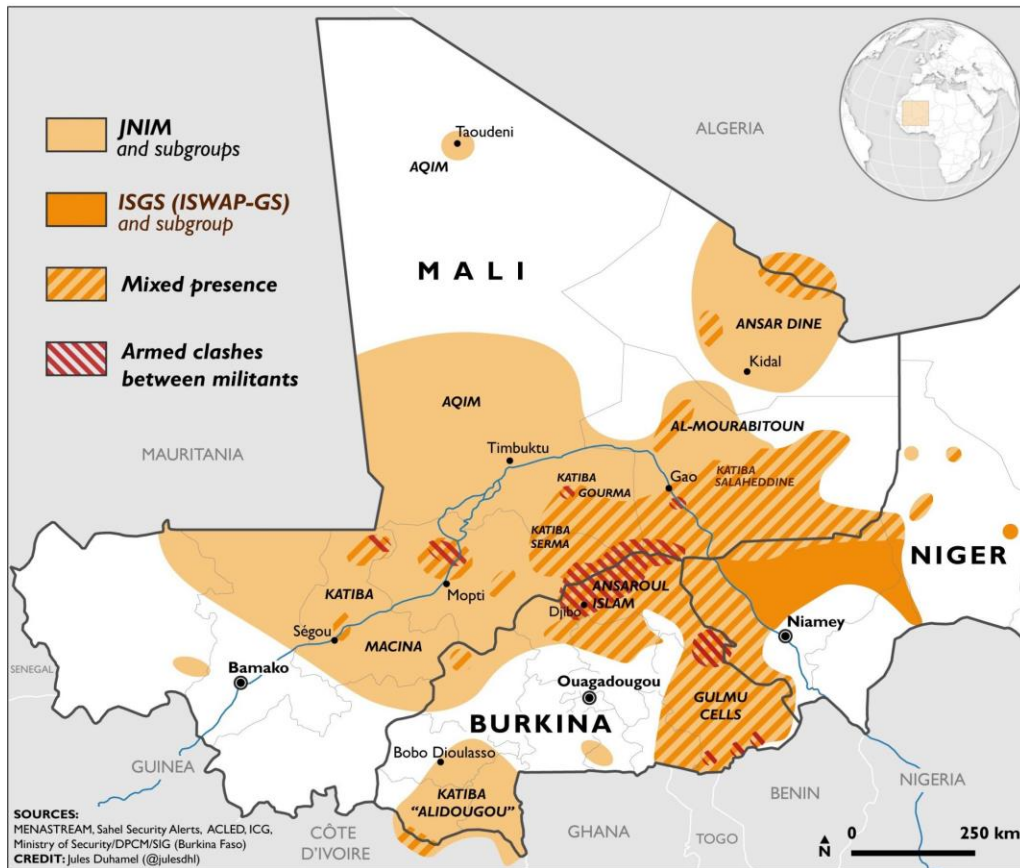 JNIM
and subgroups
ISGS (ISWAP-GS)
and subgroup
Mixed presence
Armed clashes
between militants
Taoudeni
AQIM
ALGERIA
MALI
ANSAR DINE
Kidal
AQIM
AL-MOURABITOUN
MAURITANIA
Timbuktu
KATIBA
GOURMA
Gao
KATIBA
SALAHEDDINE
KATIBA
SERMA
NIGER
KATIBA
Mopti
ANSAROUL
ISLAM
Djibo
Ségou
MACINA
Niamey
SENEGAL
Bamako
Ouagadougou
GULMU
CELLS
BURKINA
Bobo Dioulasso
GUINEA
KATIBA
"ALIDOUGOU"
BENIN
NIGERIA
CÔTE
D'IVOIRE
GHANA
TOGO
SOURCES:
MENASTREAM, Sahel Security Alerts, ACLED, ICG,
Ministry of Security/DPCM/SIG (Burkina Faso)
CREDIT: Jules Duhamel (@julesdhl)
N
0 250 km